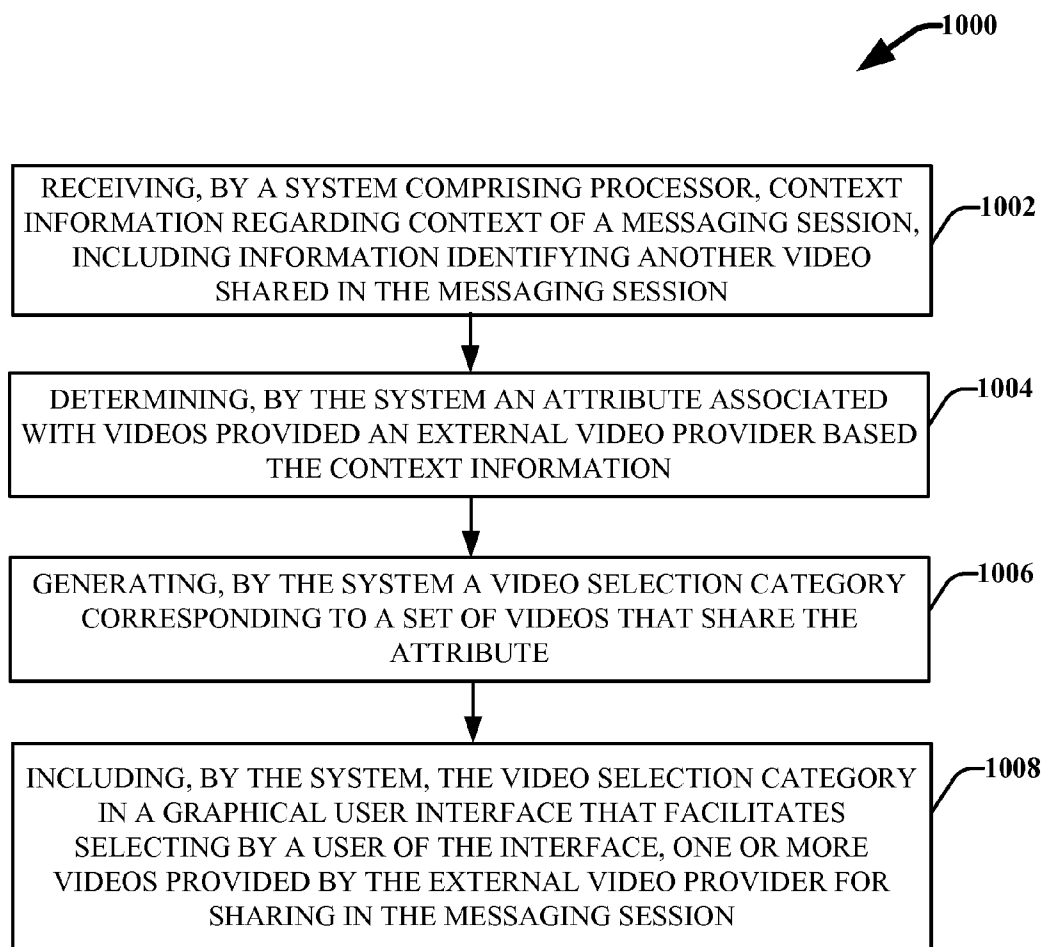 1000
RECEIVING, BY A SYSTEM COMPRISING PROCESSOR, CONTEXT
INFORMATION REGARDING CONTEXT OF A MESSAGING SESSION,
INCLUDING INFORMATION IDENTIFYING ANOTHER VIDEO
SHARED IN THE MESSAGING SESSION
1002
DETERMINING, BY THE SYSTEM AN ATTRIBUTE ASSOCIATED
WITH VIDEOS PROVIDED AN EXTERNAL VIDEO PROVIDER BASED
THE CONTEXT INFORMATION
1004
GENERATING, BY THE SYSTEM A VIDEO SELECTION CATEGORY
CORRESPONDING TO A SET OF VIDEOS THAT SHARE THE
ATTRIBUTE
1006
INCLUDING, BY THE SYSTEM, THE VIDEO SELECTION CATEGORY
IN A GRAPHICAL USER INTERFACE THAT FACILITATES
SELECTING BY A USER OF THE INTERFACE, ONE OR MORE
VIDEOS PROVIDED BY THE EXTERNAL VIDEO PROVIDER FOR
SHARING IN THE MESSAGING SESSION
1008